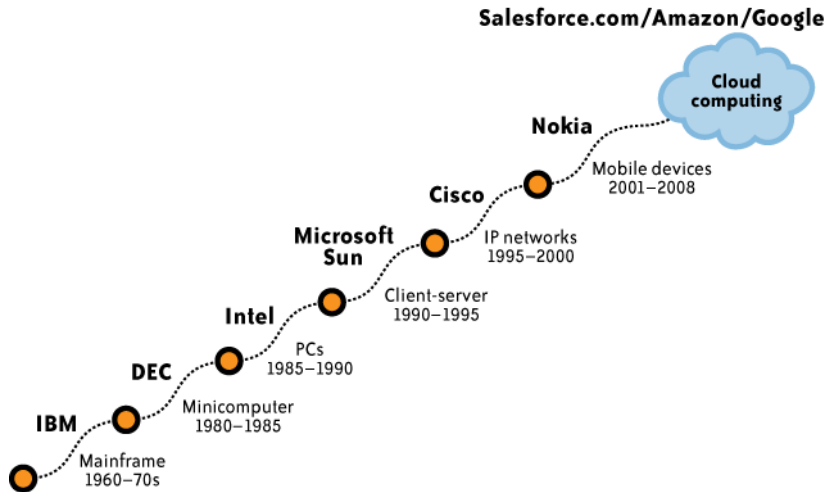 Salesforce.com/Amazon/Google
Cloud
computing
Nokia
Mobile devices
2001–2008
Cisco
IP networks
1995–2000
Microsoft
Sun
Client-server
1990–1995
Intel
PCs
1985–1990
DEC
Minicomputer
1980–1985
IBM
Mainframe
1960–70s